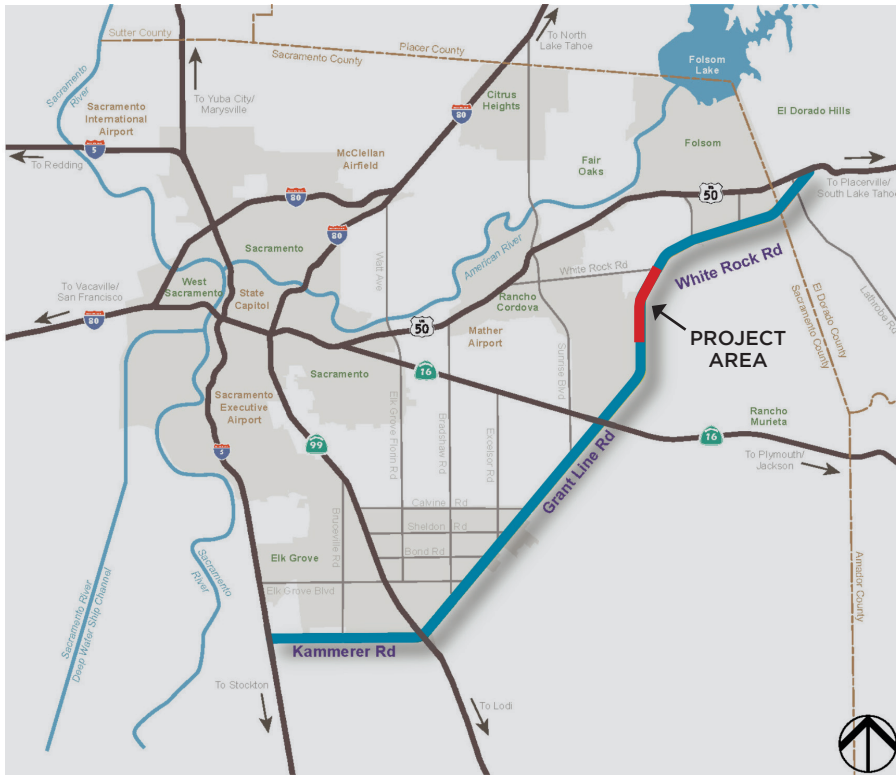 Sutter County
Placer County
Sacramento County
To North
Lake Tahoe
Folsom
Lake
Sacramento
River
To Yuba City/
Marysville
Citrus
Heights
80
El Dorado Hills
Sacramento
International
Airport
5
To Redding
McClellan
Airfield
Fair
Oaks
Folsom
50
To Placerville/
South Lake Tahoe
80
80
Sacramento
American River
Watt Ave
White Rock Rd
White Rock Rd
Latrobe Rd
To Vacaville/
San Francisco
West
Sacramento
State
Capitol
Rancho
Cordova
El Dorado County
Sacramento County
80
50
Mather
Airport
PROJECT
AREA
Sunrise Blvd
16
Sacramento
Sacramento
Executive
Airport
Elk Grove Florin Rd
Bradshaw Rd
Excelsior Rd
Grant Line Rd
Rancho
Murieta
16
To Plymouth/
Jackson
99
5
Calvine Rd
Sheldon Rd
Bond Rd
Bruceville Rd
Elk Grove
Elk Grove Blvd
Sacramento
River
Sacramento River
Deep Water Ship Channel
Amador County
Kammerer Rd
To Stockton
To Lodi